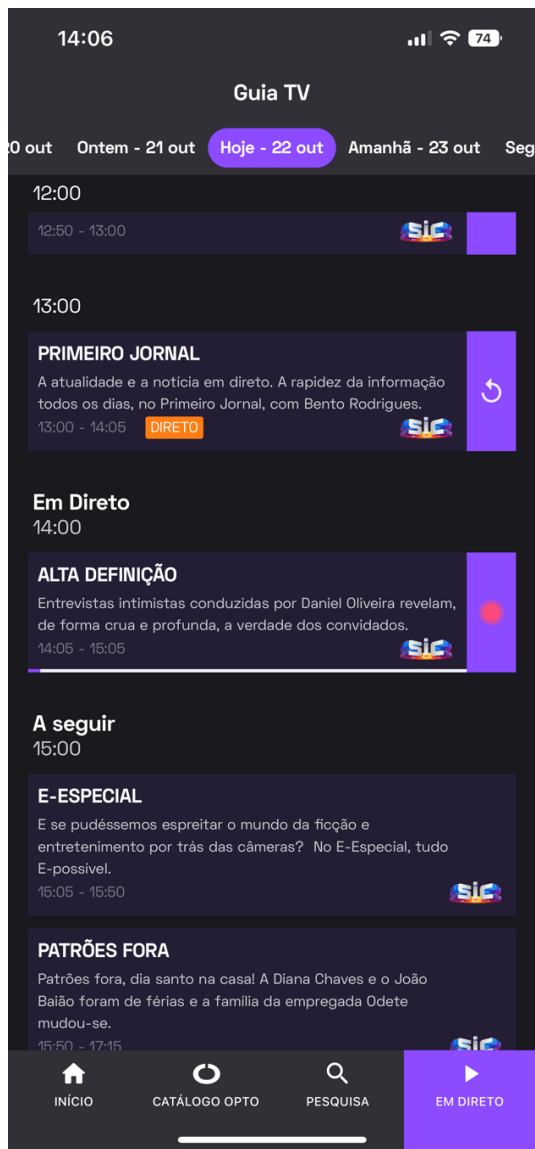 14:06
74
Guia TV
20 out
Ontem - 21 out
Hoje - 22 out
Amanhã - 23 out
Seg
12:00
12:50 - 13:00
SIC
13:00
PRIMEIRO JORNAL
A atualidade e a notícia em direto. A rapidez da informação
todos os dias, no Primeiro Jornal, com Bento Rodrigues.
13:00 - 14:05
DIRETO
SIC
Em Direto
14:00
ALTA DEFINIÇÃO
Entrevistas intimistas conduzidas por Daniel Oliveira revelam,
de forma crua e profunda, a verdade dos convidados.
14:05 - 15:05
SIC
A seguir
15:00
E-ESPECIAL
E se pudéssemos espreitar o mundo da ficção e
entretenimento por trás das câmeras?  No E-Especial, tudo
E-possível.
15:05 - 15:50
SIC
PATRÕES FORA
Patrões fora, dia santo na casa! A Diana Chaves e o João
Baião foram de férias e a família da empregada Odete
mudou-se.
15:50 - 17:15
SIC
INÍCIO
CATÁLOGO OPTO
PESQUISA
EM DIRETO